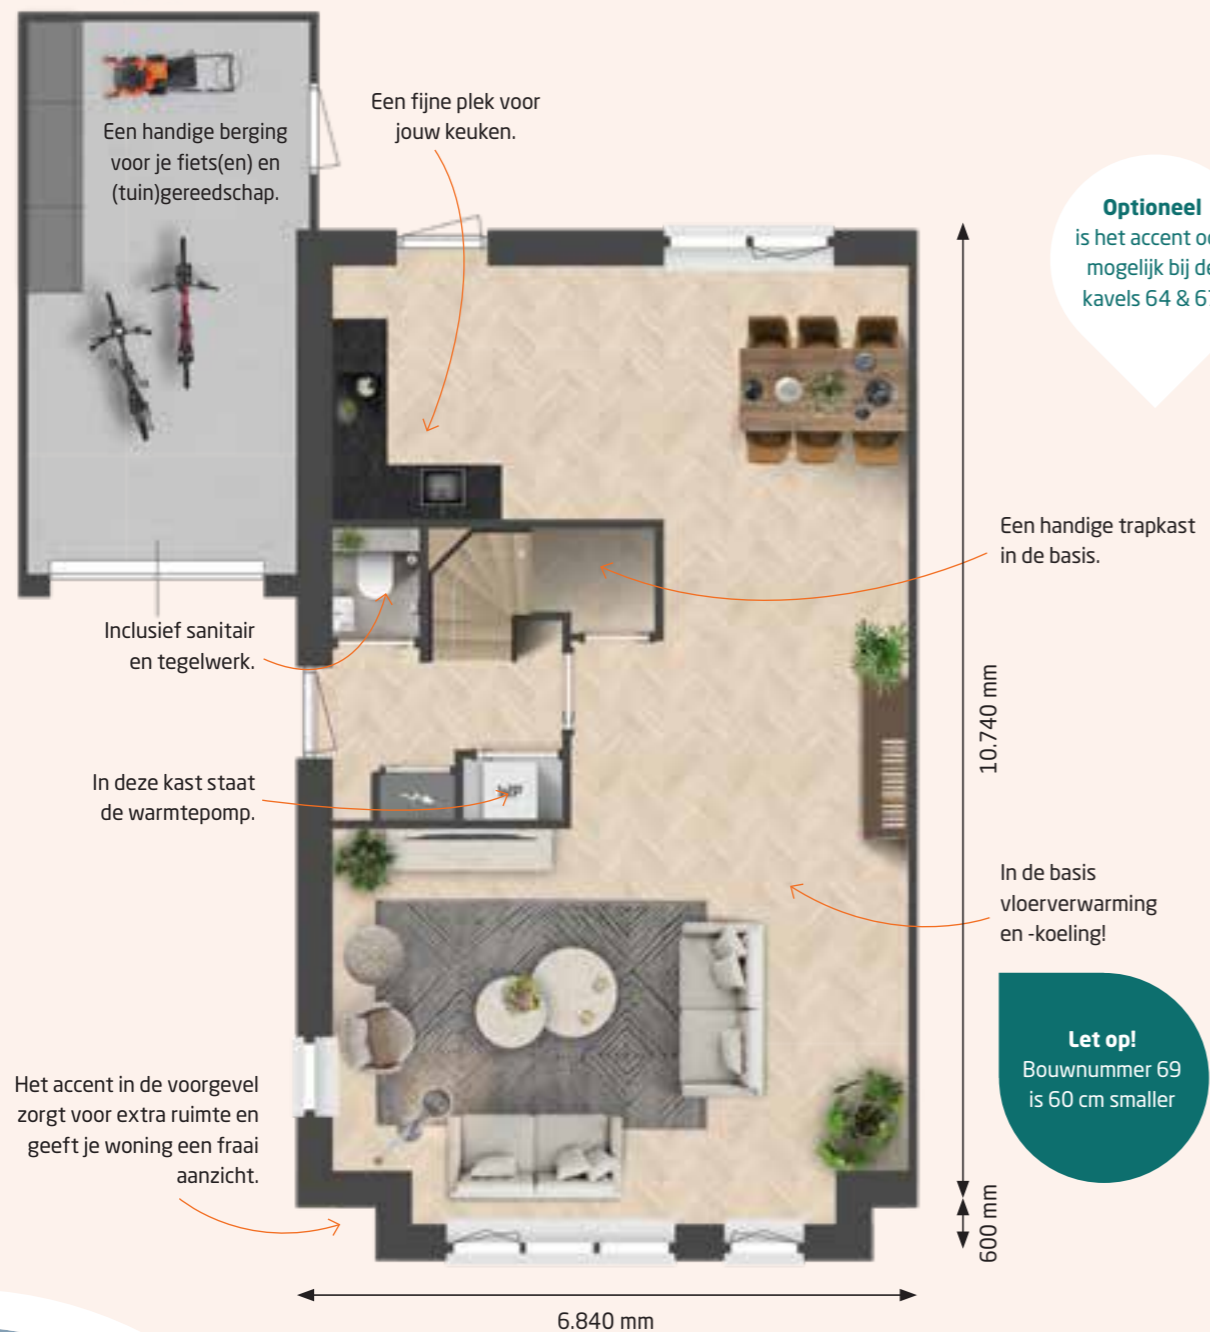 Een handige berging
voor je fiets(en) en
(tuin)gereedschap.
Een fijne plek voor
jouw keuken.
Optioneel
is het accent
mogelijk bij
kavels 64 &
Een handige trapkast
in de basis.
Inclusief sanitair
en tegelwerk.
10.740 mm
In deze kast staat
de warmtepomp.
WP
In de basis
vloerverwarming
en -koeling!
Let op!
Bouwnummer 69
is 60 cm smaller
Het accent in de voorgevel
zorgt voor extra ruimte en
geeft je woning een fraai
aanzicht.
600 mm
6.840 mm